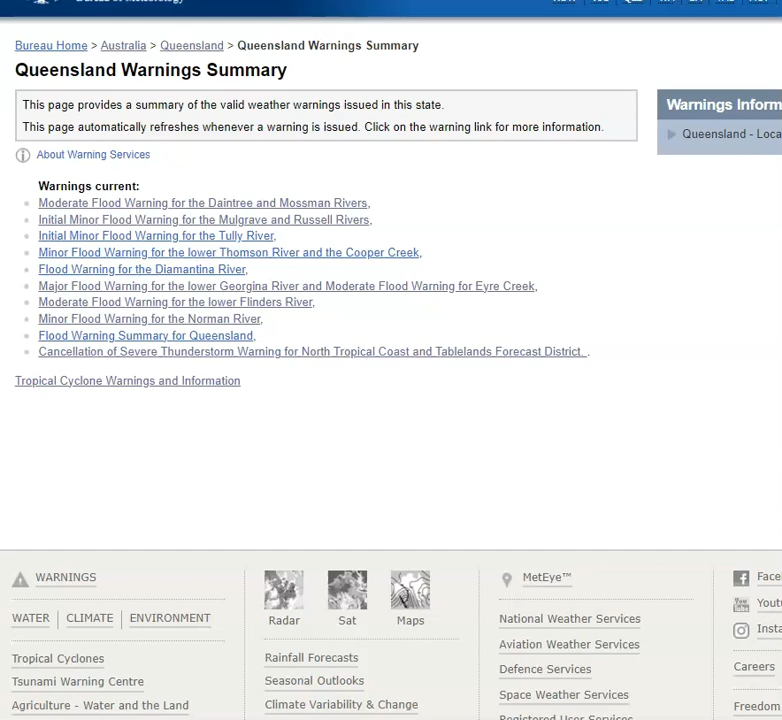 Bureau Home > Australia > Queensland > Queensland Warnings Summary
Queensland Warnings Summary
This page provides a summary of the valid weather warnings issued in this state.
This page automatically refreshes whenever a warning is issued. Click on the warning link for more information.
Warnings Inform
Queensland - Loca
About Warning Services
Warnings current:
Moderate Flood Warning for the Daintree and Mossman Rivers,
Initial Minor Flood Warning for the Mulgrave and Russell Rivers,
Initial Minor Flood Warning for the Tully River,
Minor Flood Warning for the lower Thomson River and the Cooper Creek,
Flood Warning for the Diamantina River,
Major Flood Warning for the lower Georgina River and Moderate Flood Warning for Eyre Creek,
Moderate Flood Warning for the lower Flinders River,
Minor Flood Warning for the Norman River,
Flood Warning Summary for Queensland,
Cancellation of Severe Thunderstorm Warning for North Tropical Coast and Tablelands Forecast District. .
Tropical Cyclone Warnings and Information
WARNINGS
WATER | CLIMATE | ENVIRONMENT
Tropical Cyclones
Tsunami Warning Centre
Agriculture - Water and the Land
Radar
Sat
Maps
Rainfall Forecasts
Seasonal Outlooks
Climate Variability & Change
MetEye™
National Weather Services
Aviation Weather Services
Defence Services
Space Weather Services
Registered User Services
Face
Yout
Insta
Careers
Freedom